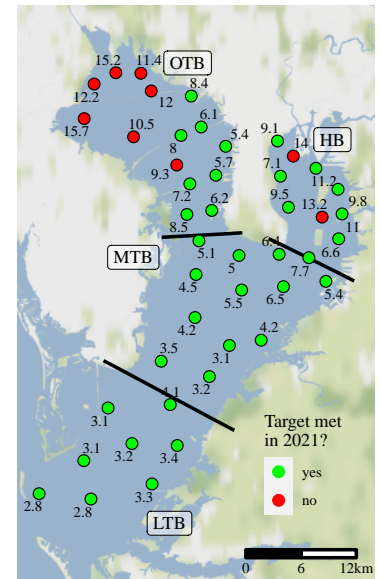 15.2 11.4 OTB
12.2 12 8.4
15.7 10.5 8 6.1 9.1 HB
9.3 5.4 14
5.7 7.1 11.2
7.2 6.2 9.5 13.2 9.8
8.5 11
MTB 5.1 6.4 6.6
5 7.7
4.5 5.5 6.5 5.4
4.2
3.5 3.1 4.2
3.2
4.1
3.1
3.1 3.2 3.4
Target met
in 2021?
yes
no
2.8 2.8 3.3
LTB
0 6 12km